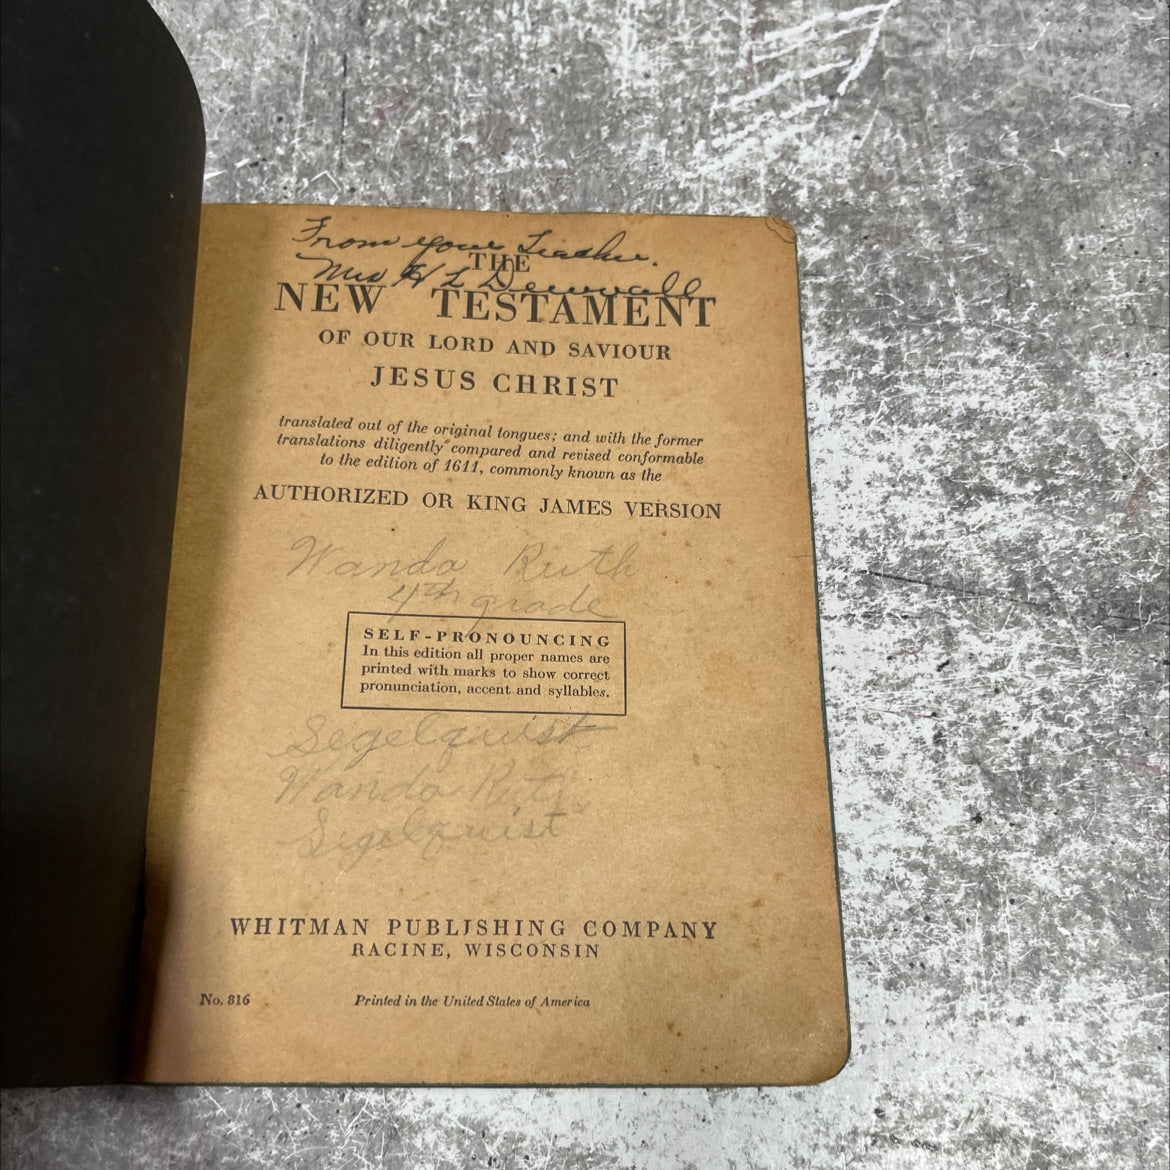 From your Teacher.
Mrs H L Duvall
THE
NEW TESTAMENT
OF OUR LORD AND SAVIOUR
JESUS CHRIST
translated out of the original tongues; and with the former
translations diligently compared and revised conformable
to the edition of 1611, commonly known as the
AUTHORIZED OR KING JAMES VERSION
Wanda Ruth
4th grade
SELF-PRONOUNCING
In this edition all proper names are
printed with marks to show correct
pronunciation, accent and syllables.
Segelquist
Wanda Ruth
Segelquist
WHITMAN PUBLISHING COMPANY
RACINE, WISCONSIN
No. 816 Printed in the United States of America